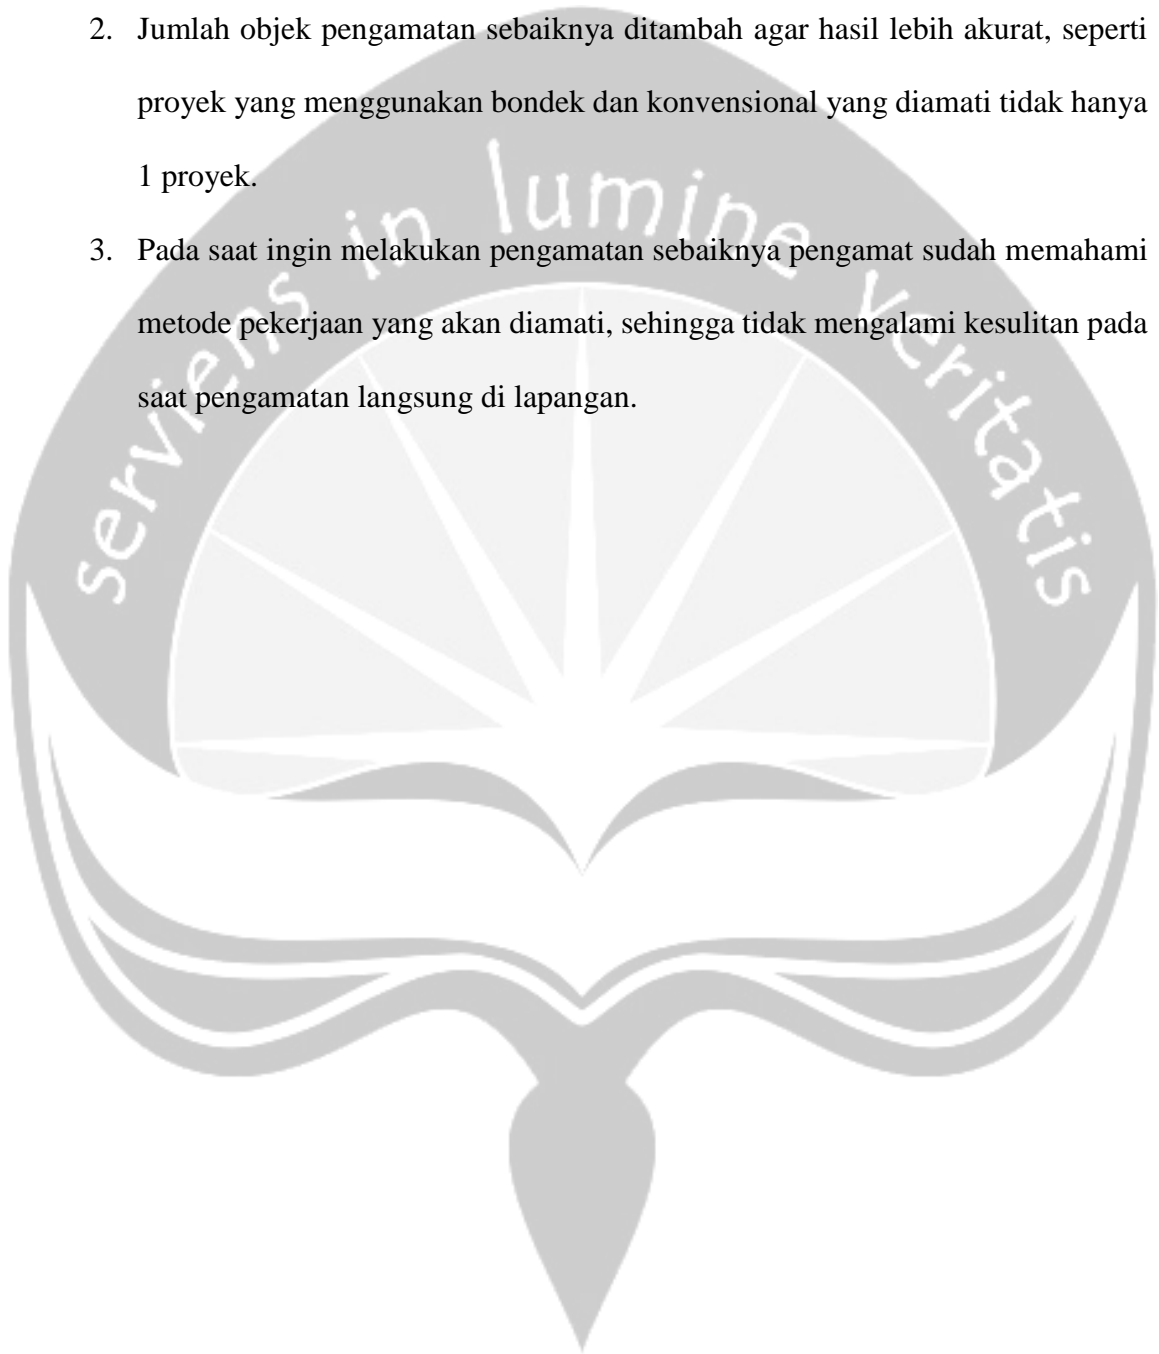 2. Jumlah objek pengamatan sebaiknya ditambah agar hasil lebih akurat, seperti
proyek yang menggunakan bondek dan konvensional yang diamati tidak hanya
1 proyek.
3. Pada saat ingin melakukan pengamatan sebaiknya pengamat sudah memahami
metode pekerjaan yang akan diamati, sehingga tidak mengalami kesulitan pada
saat pengamatan langsung di lapangan.
serviens in lumine veritatis